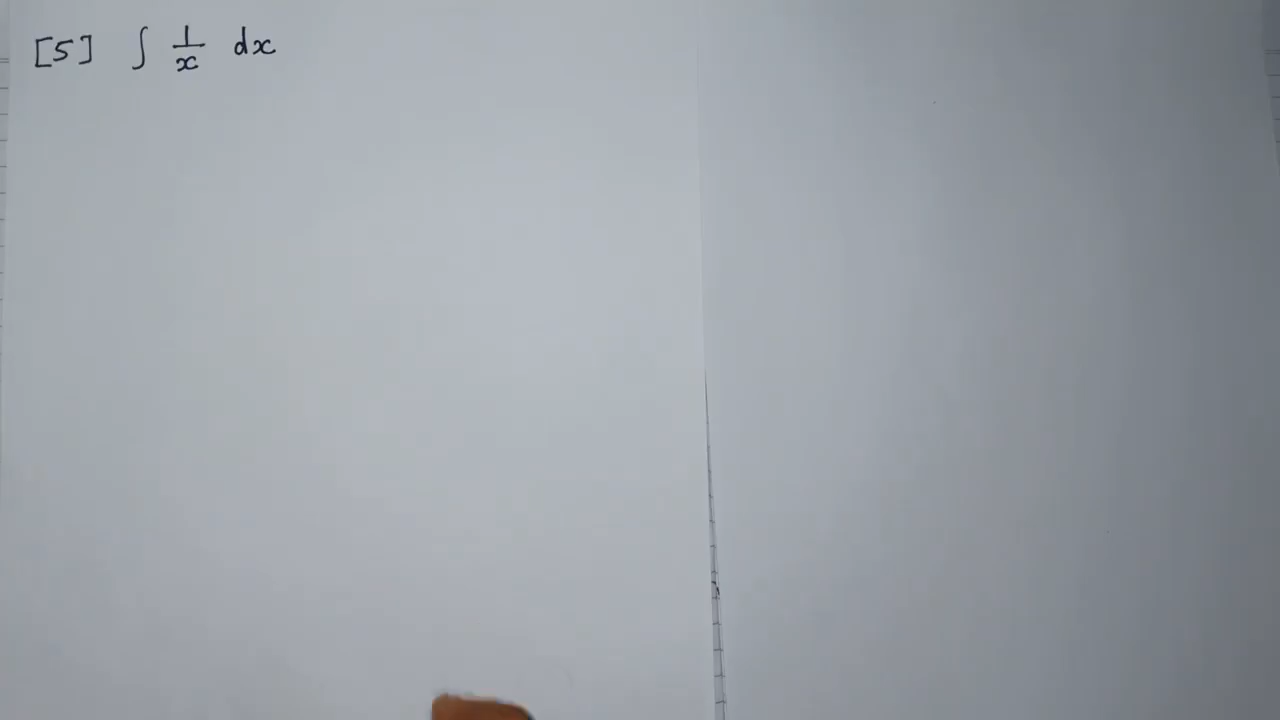 [5] ∫ 1/x dx